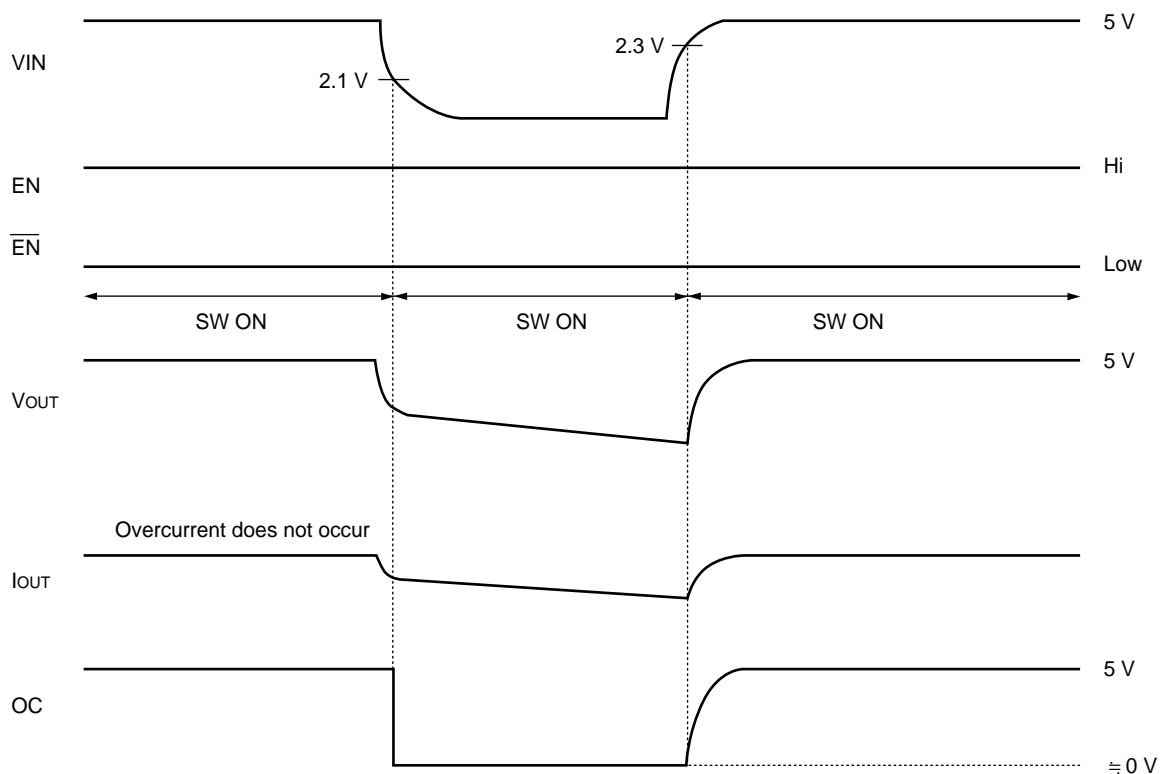 5 V
2.3 V
VIN
2.1 V
Hi
EN
EN
Low
SW ON SW ON SW ON
5 V
VOUT
Overcurrent does not occur
IOUT
5 V
OC
≒0 V